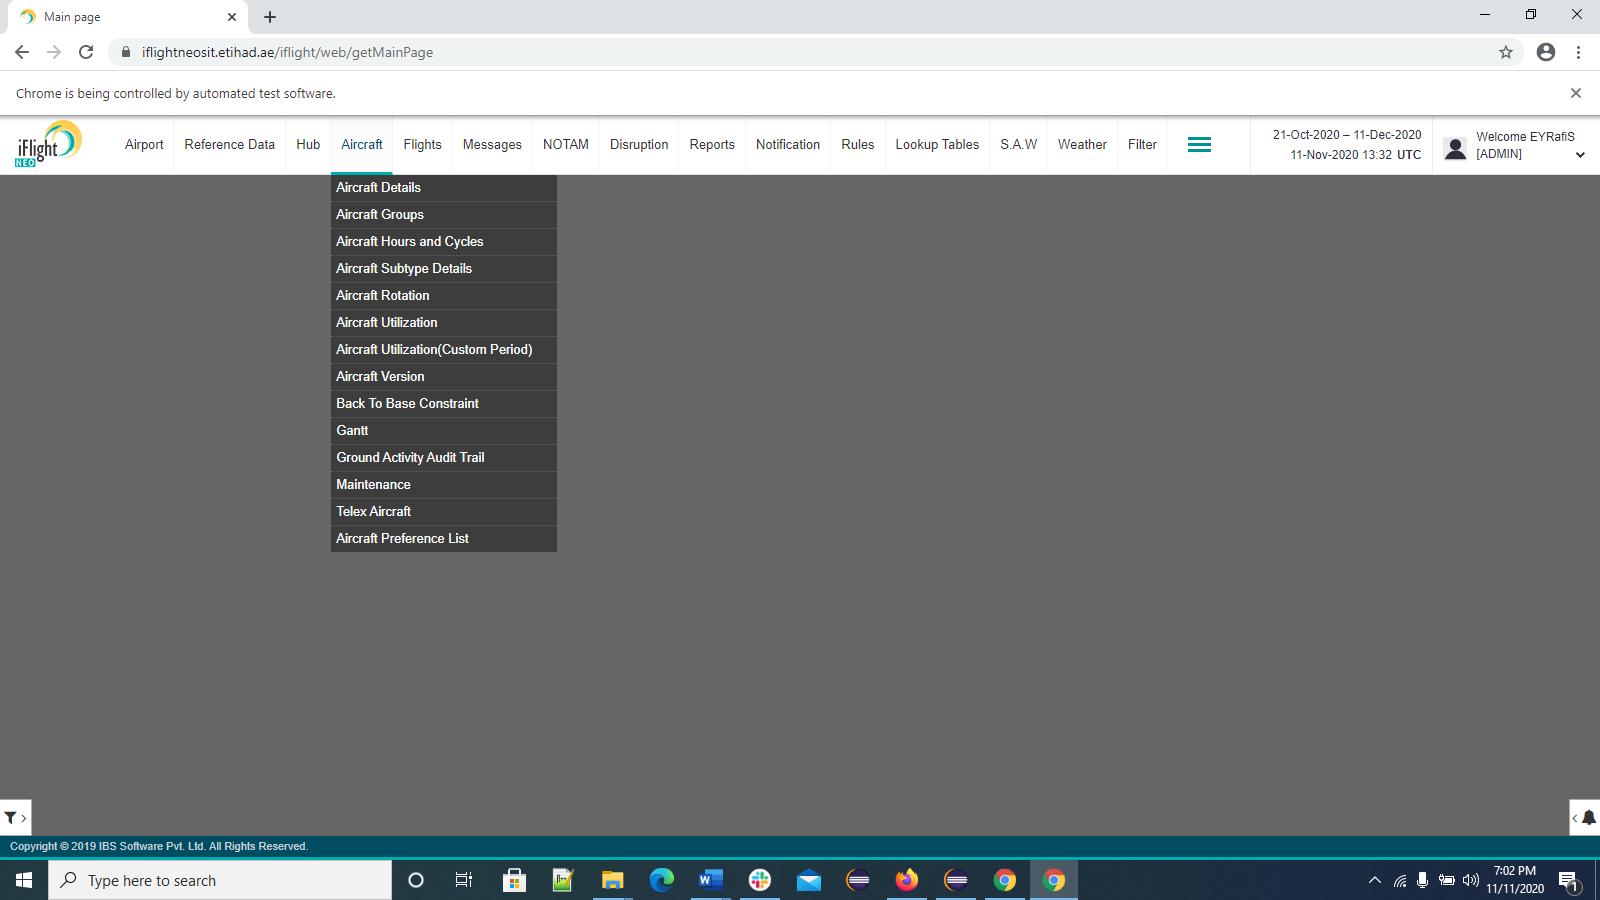 Main page
iflightneosit.etihad.ae/iflight/web/getMainPage
Chrome is being controlled by automated test software.
iFlight
NEO
Airport
Reference Data
Hub
Aircraft
Flights
Messages
NOTAM
Disruption
Reports
Notification
Rules
Lookup Tables
S.A.W
Weather
Filter
21-Oct-2020 – 11-Dec-2020
11-Nov-2020 13:32 UTC
Welcome EYRafiS
[ADMIN]
Aircraft Details
Aircraft Groups
Aircraft Hours and Cycles
Aircraft Subtype Details
Aircraft Rotation
Aircraft Utilization
Aircraft Utilization(Custom Period)
Aircraft Version
Back To Base Constraint
Gantt
Ground Activity Audit Trail
Maintenance
Telex Aircraft
Aircraft Preference List
Copyright © 2019 IBS Software Pvt. Ltd. All Rights Reserved.
Type here to search
7:02 PM
11/11/2020
1